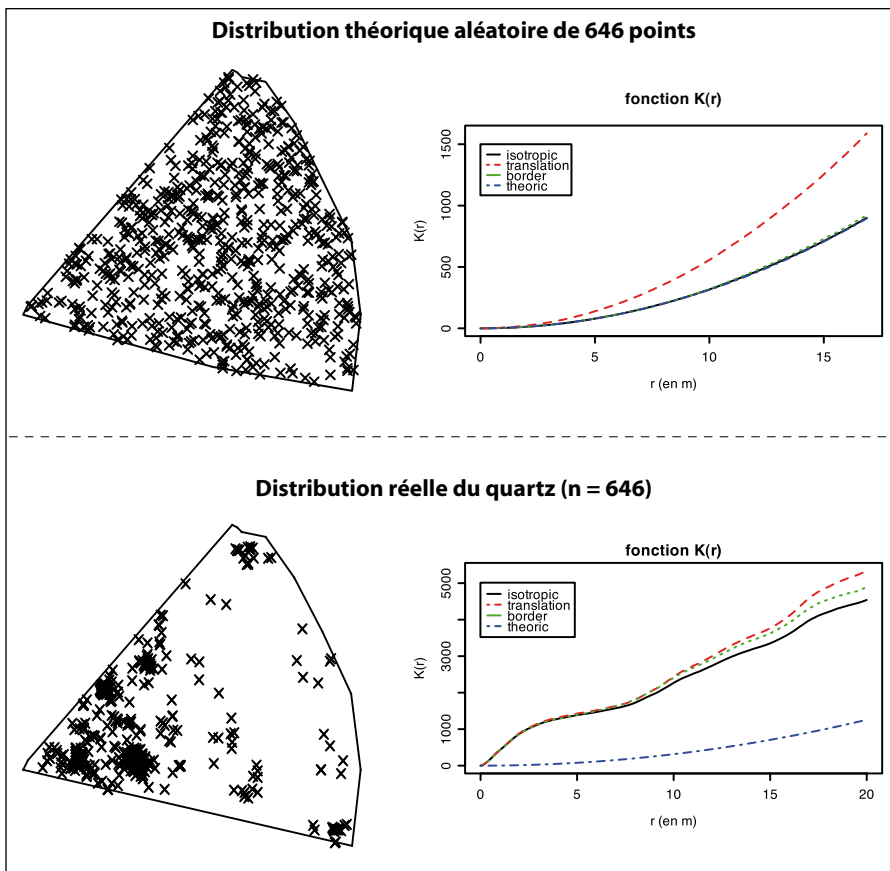 Distribution théorique aléatoire de 646 points
fonction K(r)
isotropic
translation
border
theoric
K(r)
0
500
1000
1500
0 5 10 15
r (en m)
Distribution réelle du quartz (n = 646)
fonction K(r)
isotropic
translation
border
theoric
K(r)
0
1000
3000
5000
0 5 10 15 20
r (en m)